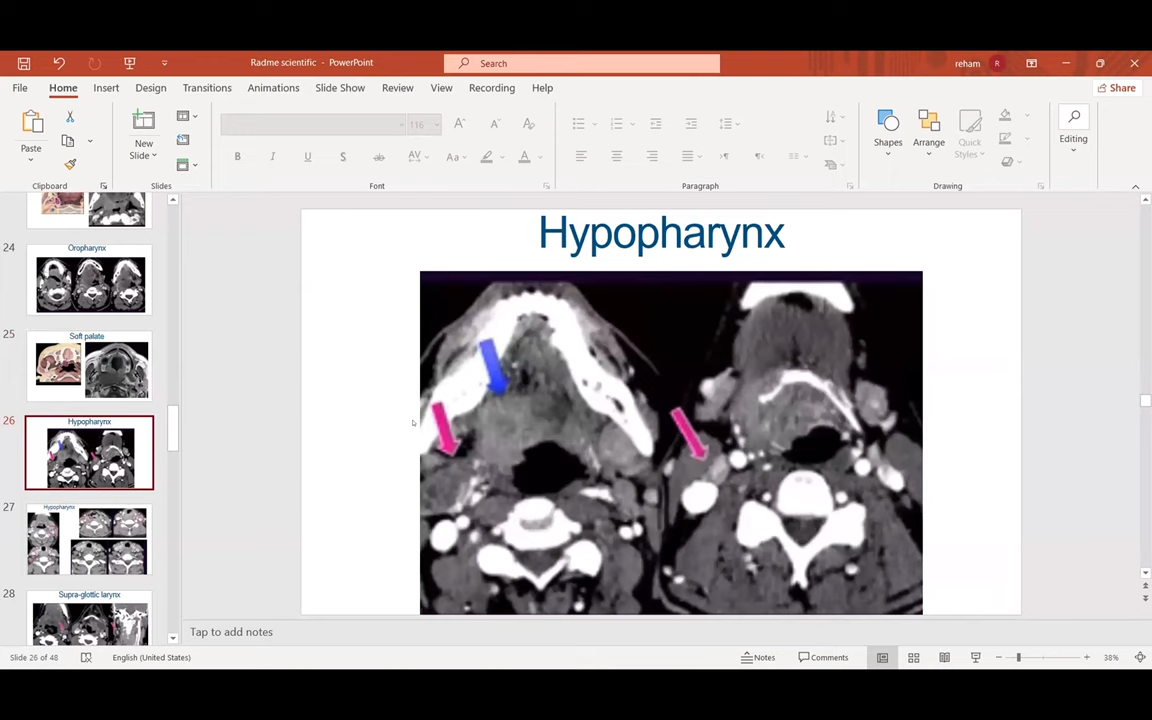 Radme scientific - PowerPoint
Search
reham
R
File
Home
Insert
Design
Transitions
Animations
Slide Show
Recording
Review
View
Help
Share
Paste
New
Slide
116
Shapes
Arrange
Quick
Styles
Editing
Clipboard
Slides
Font
Paragraph
Drawing
24
Oropharynx
25
Soft palate
26
Hypopharynx
27
Hypopharynx
28
Supra-glottic larynx
Hypopharynx
Tap to add notes
Slide 26 of 48
English (United States)
Notes
Comments
38%